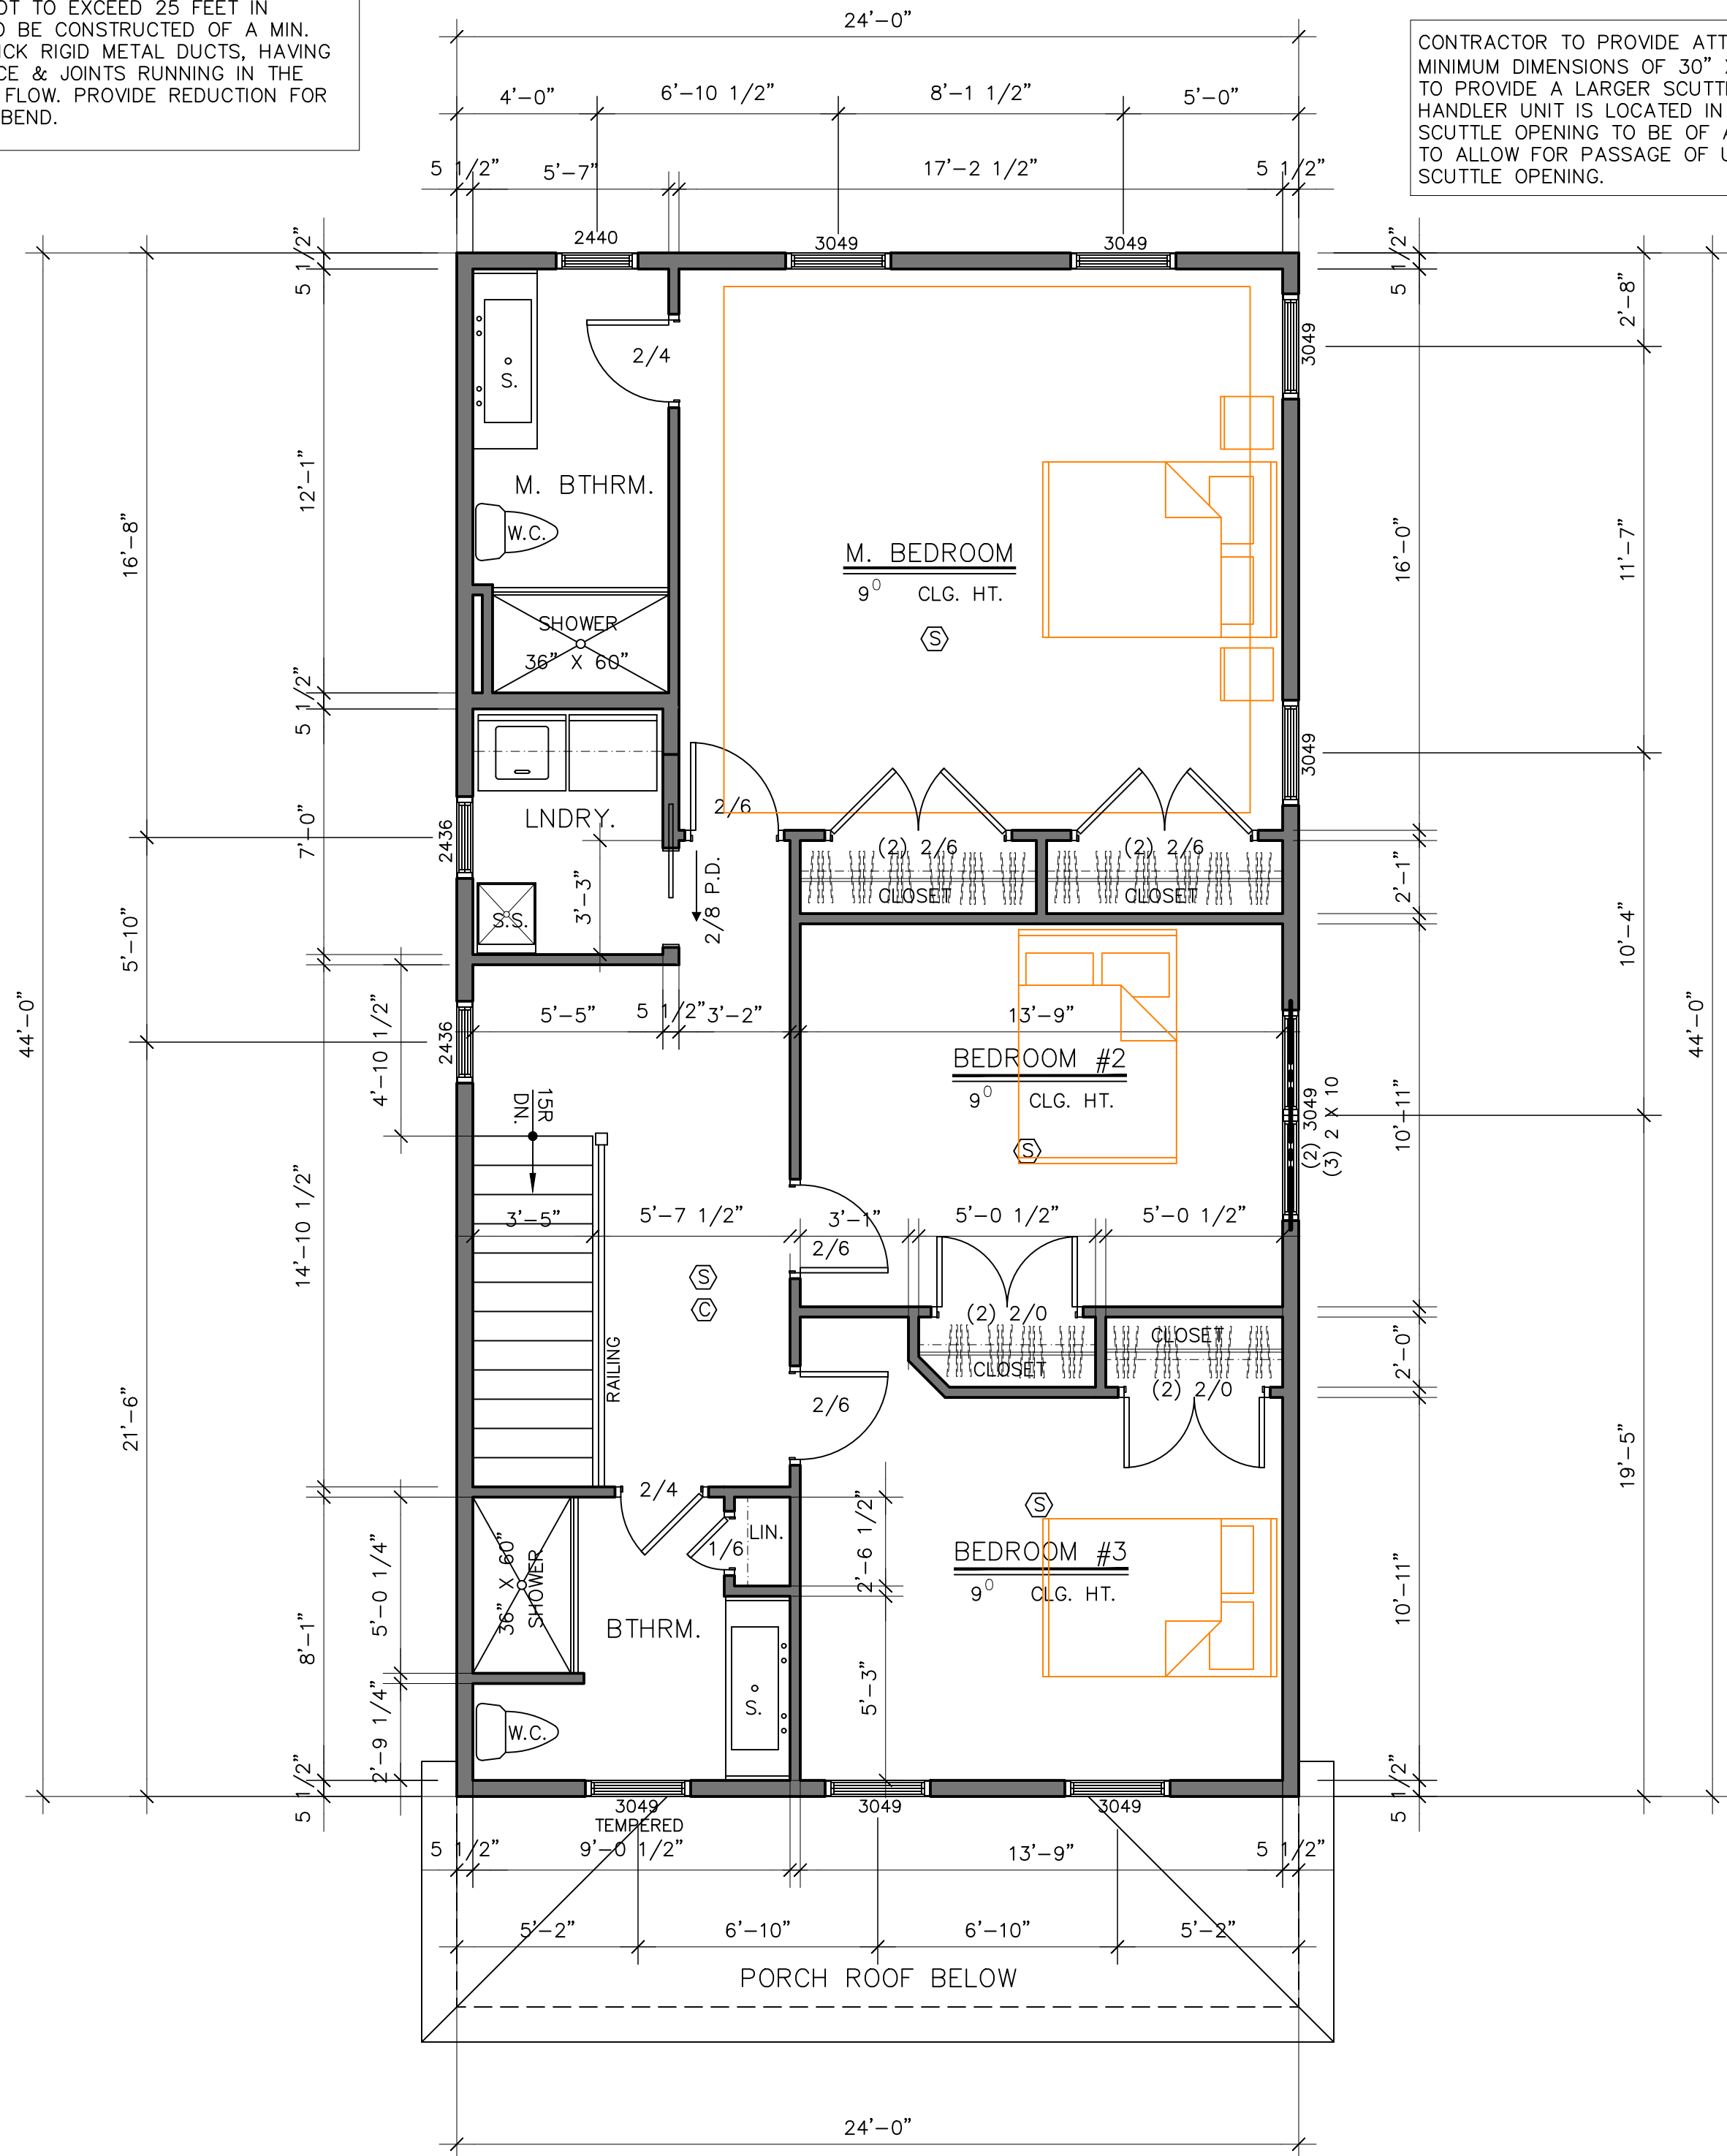 OT TO EXCEED 25 FEET IN
O BE CONSTRUCTED OF A MIN.
ICK RIGID METAL DUCTS, HAVING
CE & JOINTS RUNNING IN THE
FLOW. PROVIDE REDUCTION FOR
BEND.
CONTRACTOR TO PROVIDE ATT
MINIMUM DIMENSIONS OF 30"
TO PROVIDE A LARGER SCUTTL
HANDLER UNIT IS LOCATED IN
SCUTTLE OPENING TO BE OF A
TO ALLOW FOR PASSAGE OF U
SCUTTLE OPENING.
24'-0"
4'-0" 6'-10 1/2" 8'-1 1/2" 5'-0"
5 1/2" 5'-7" 17'-2 1/2" 5 1/2"
2440 3049 3049
5 1/2"
12'-1"
5 1/2"
7'-0"
14'-10 1/2"
8'-1"
5 1/2"
16'-8"
5'-10"
21'-6"
44'-0"
4'-10 1/2"
5'-0 1/4"
2'-9 1/4"
2/4
S.
M. BTHRM.
W.C.
SHOWER
36" X 60"
M. BEDROOM
9⁰ CLG. HT.
S
3049
3049
LNDRY.
2436
3'-3"
S.S.
2/6
2/8 P.D.
(2) 2/6
CLOSET
(2) 2/6
CLOSET
2436
5'-5" 5 1/2" 3'-2" 13'-9"
BEDROOM #2
9⁰ CLG. HT.
S
(2) 3049
(3) 2 X 10
15R
DN.
3'-5" 5'-7 1/2" 3'-1" 5'-0 1/2" 5'-0 1/2"
2/6
S
C
RAILING
(2) 2/0
CLOSET
CLOSET
(2) 2/0
2/6
2/4
1/6
LIN.
2'-6 1/2"
5'-3"
S
BEDROOM #3
9⁰ CLG. HT.
36" X 60"
SHOWER
BTHRM.
S.
W.C.
5 1/2"
16'-0"
2'-1"
10'-11"
2'-0"
10'-11"
5 1/2"
2'-8"
11'-7"
10'-4"
19'-5"
44'-0"
3049 3049 3049
TEMPERED
5 1/2" 9'-0 1/2" 13'-9" 5 1/2"
5'-2" 6'-10" 6'-10" 5'-2"
PORCH ROOF BELOW
24'-0"